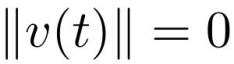 ‖v(t)‖ = 0